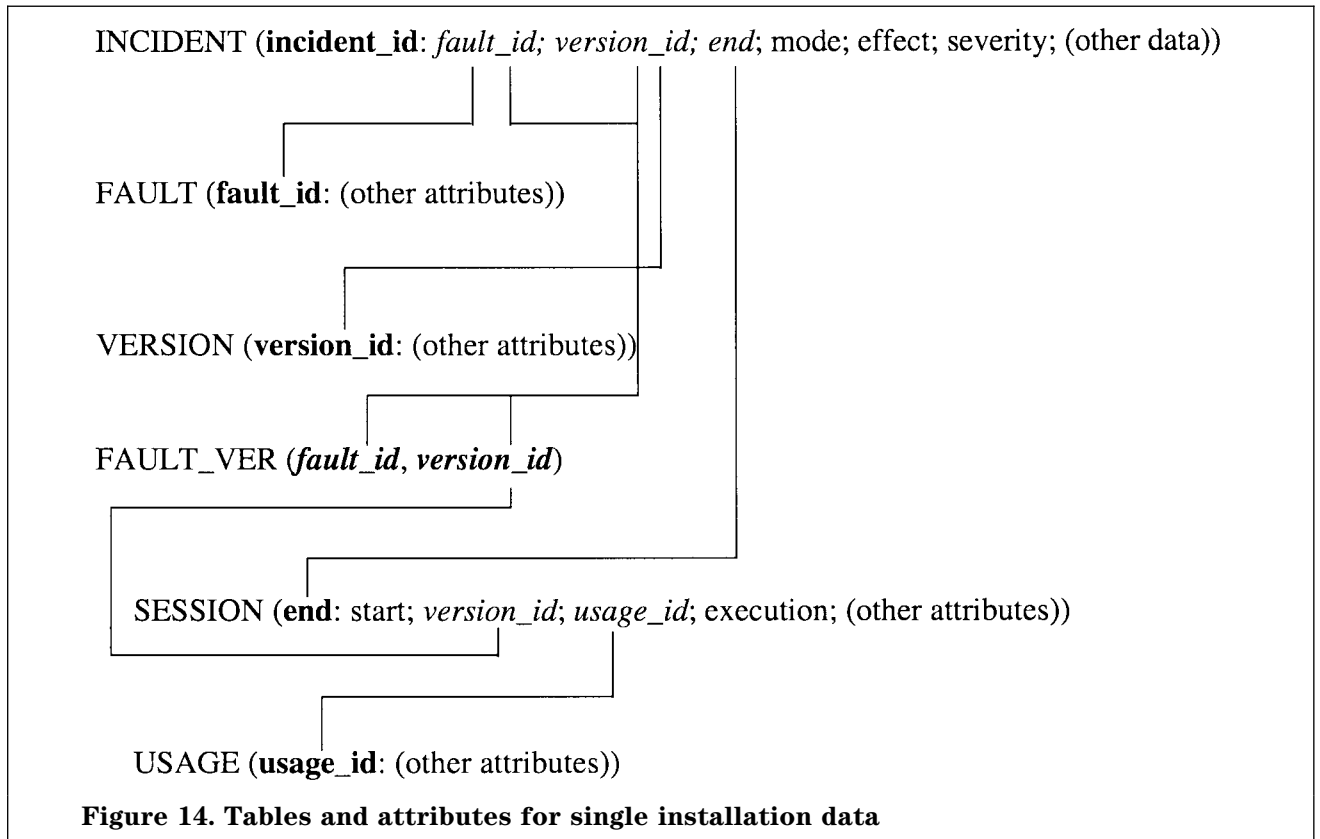 INCIDENT (incident_id: fault_id; version_id; end; mode; effect; severity; (other data))
FAULT (fault_id: (other attributes))
VERSION (version_id: (other attributes))
FAULT_VER (fault_id, version_id)
SESSION (end: start; version_id; usage_id; execution; (other attributes))
USAGE (usage_id: (other attributes))
Figure 14. Tables and attributes for single installation data